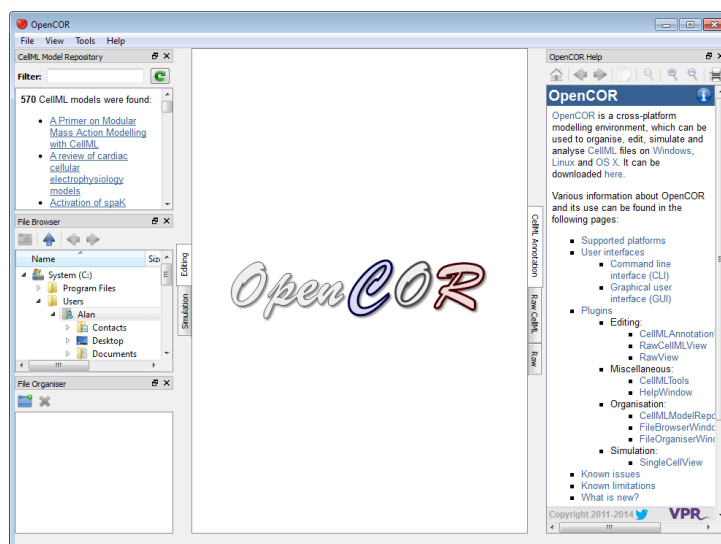 OpenCOR
File View Tools Help
CellML Model Repository
Filter:
570 CellML models were found:
A Primer on Modular
Mass Action Modelling
with CellML
A review of cardiac
cellular
electrophysiology
models
Activation of spaK
File Browser
Name Siz
System (C:)
Program Files
Users
Alan
Contacts
Desktop
Documents
File Organiser
Editing
Simulation
OpenCOR
CellML Annotation
Raw CellML
Raw
OpenCOR Help
OpenCOR
OpenCOR is a cross-platform
modelling environment, which can be
used to organise, edit, simulate and
analyse CellML files on Windows,
Linux and OS X. It can be
downloaded here.
Various information about OpenCOR
and its use can be found in the
following pages:
Supported platforms
User interfaces
Command line
interface (CLI)
Graphical user
interface (GUI)
Plugins
Editing:
CellMLAnnotation
RawCellMLView
RawView
Miscellaneous:
CellMLTools
HelpWindow
Organisation:
CellMLModelRepo
FileBrowserWindo
FileOrganiserWind
Simulation:
SingleCellView
Known issues
Known limitations
What is new?
Copyright 2011-2014 VPR